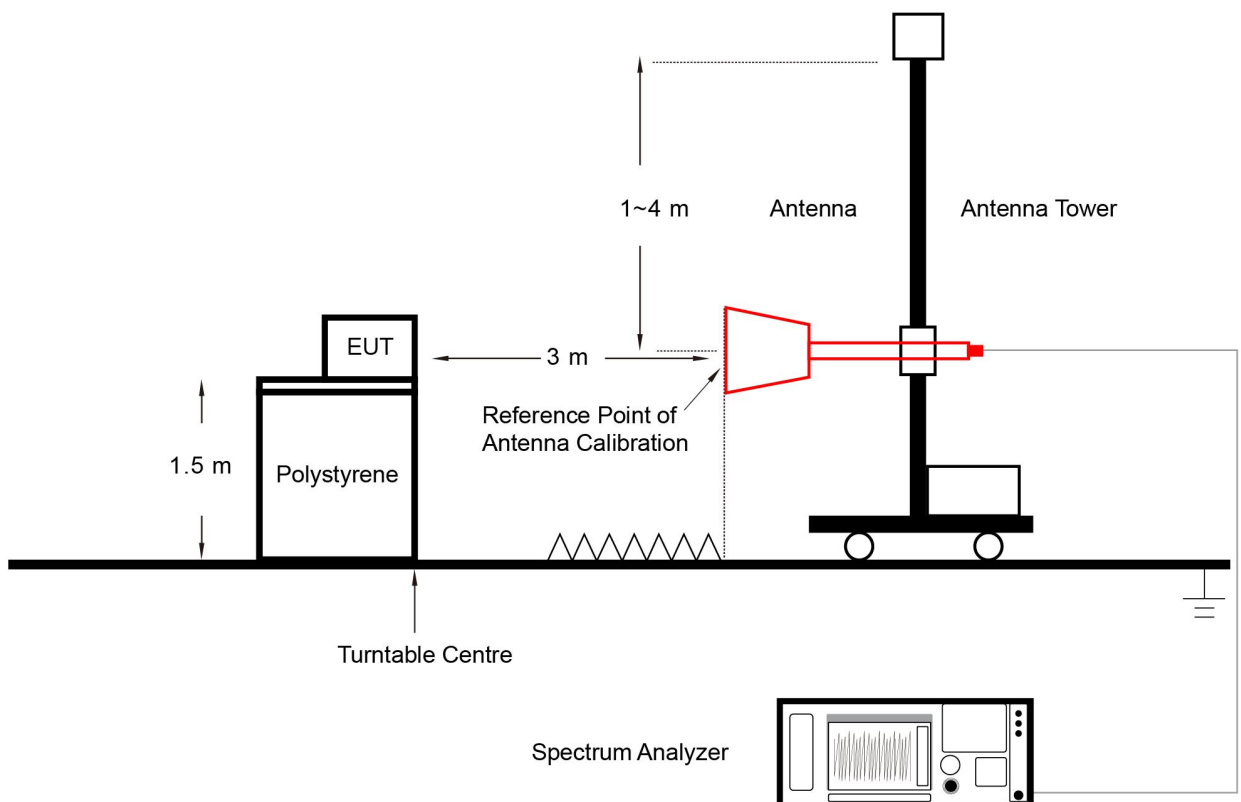 1~4 m
Antenna
Antenna Tower
EUT
3 m
Reference Point of
Antenna Calibration
1.5 m
Polystyrene
Turntable Centre
Spectrum Analyzer